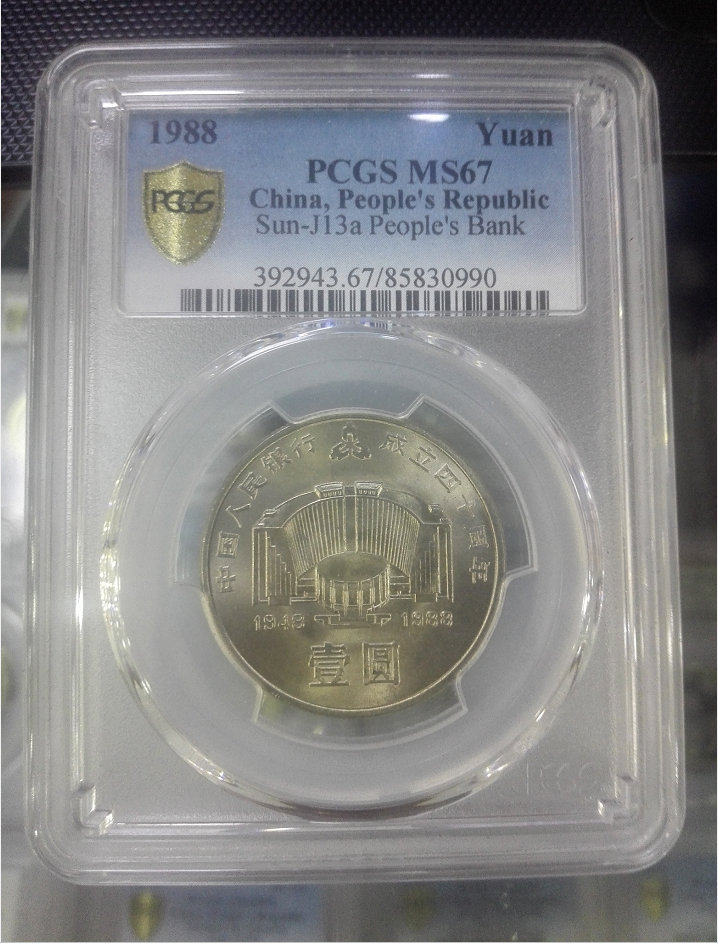 1988 Yuan
PCGS PCGS MS67
China, People's Republic
Sun-J13a People's Bank
392943.67/85830990
中国人民银行 成立四十周年
1948 1988
壹圆
PCGS